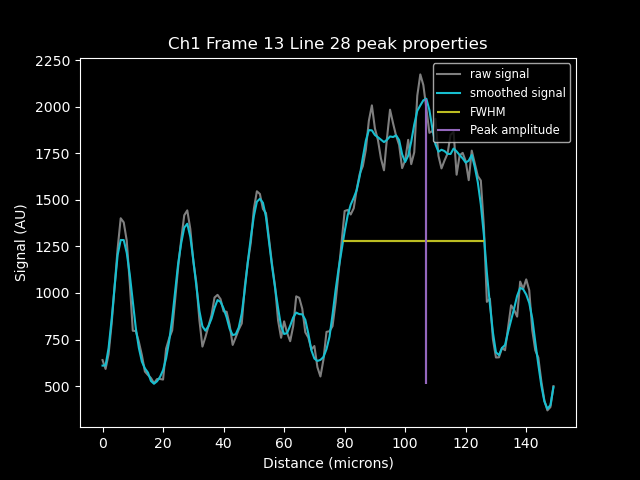 Ch1 Frame 13 Line 28 peak properties
raw signal
smoothed signal
FWHM
Peak amplitude
Signal (AU)
2250
2000
1750
1500
1250
1000
750
500
0 20 40 60 80 100 120 140
Distance (microns)